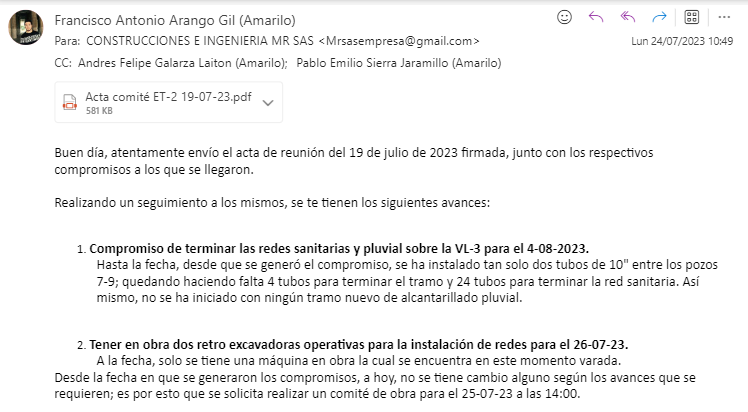 Francisco Antonio Arango Gil (Amarilo)
Para: CONSTRUCCIONES E INGENIERIA MR SAS <Mrsasempresa@gmail.com>
Lun 24/07/2023 10:49
CC: Andres Felipe Galarza Laiton (Amarilo); Pablo Emilio Sierra Jaramillo (Amarilo)
Acta comité ET-2 19-07-23.pdf
581 KB
Buen día, atentamente envío el acta de reunión del 19 de julio de 2023 firmada, junto con los respectivos
compromisos a los que se llegaron.
Realizando un seguimiento a los mismos, se te tienen los siguientes avances:
1. Compromiso de terminar las redes sanitarias y pluvial sobre la VL-3 para el 4-08-2023.
Hasta la fecha, desde que se generó el compromiso, se ha instalado tan solo dos tubos de 10" entre los pozos
7-9; quedando haciendo falta 4 tubos para terminar el tramo y 24 tubos para terminar la red sanitaria. Así
mismo, no se ha iniciado con ningún tramo nuevo de alcantarillado pluvial.
2. Tener en obra dos retro excavadoras operativas para la instalación de redes para el 26-07-23.
A la fecha, solo se tiene una máquina en obra la cual se encuentra en este momento varada.
Desde la fecha en que se generaron los compromisos, a hoy, no se tiene cambio alguno según los avances que se
requieren; es por esto que se solicita realizar un comité de obra para el 25-07-23 a las 14:00.